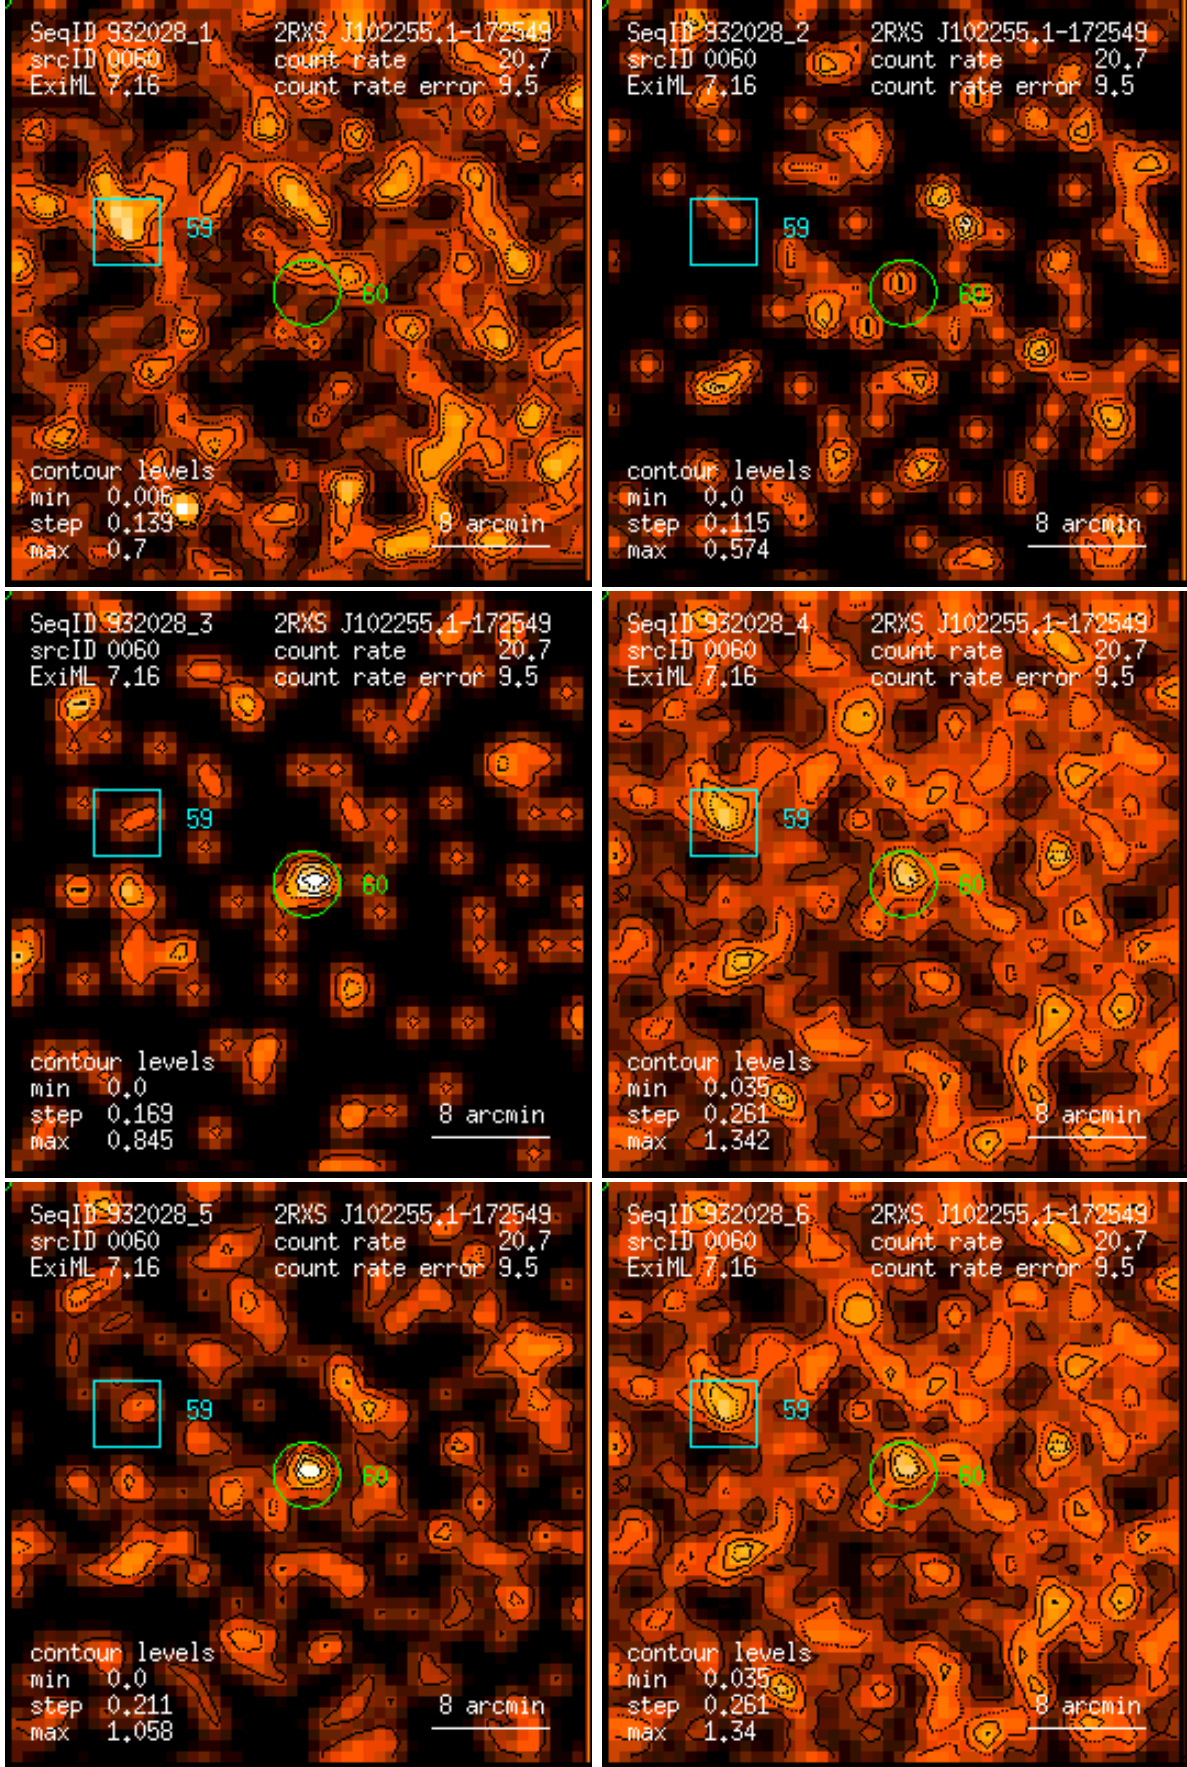 SeqID 932028_1 2RXS J102255.1-172549
srcID 0060 count rate 20.7
ExiML 7.16 count rate error 9.5
59
60
contour levels
min 0.006
step 0.139
max 0.7
8 arcmin
SeqID 932028_2 2RXS J102255.1-172549
srcID 0060 count rate 20.7
ExiML 7.16 count rate error 9.5
59
60
contour levels
min 0.0
step 0.115
max 0.574
8 arcmin
SeqID 932028_3 2RXS J102255.1-172549
srcID 0060 count rate 20.7
ExiML 7.16 count rate error 9.5
59
60
contour levels
min 0.0
step 0.169
max 0.845
8 arcmin
SeqID 932028_4 2RXS J102255.1-172549
srcID 0060 count rate 20.7
ExiML 7.16 count rate error 9.5
59
60
contour levels
min 0.035
step 0.261
max 1.342
8 arcmin
SeqID 932028_5 2RXS J102255.1-172549
srcID 0060 count rate 20.7
ExiML 7.16 count rate error 9.5
59
60
contour levels
min 0.0
step 0.211
max 1.058
8 arcmin
SeqID 932028_6 2RXS J102255.1-172549
srcID 0060 count rate 20.7
ExiML 7.16 count rate error 9.5
59
60
contour levels
min 0.035
step 0.261
max 1.34
8 arcmin